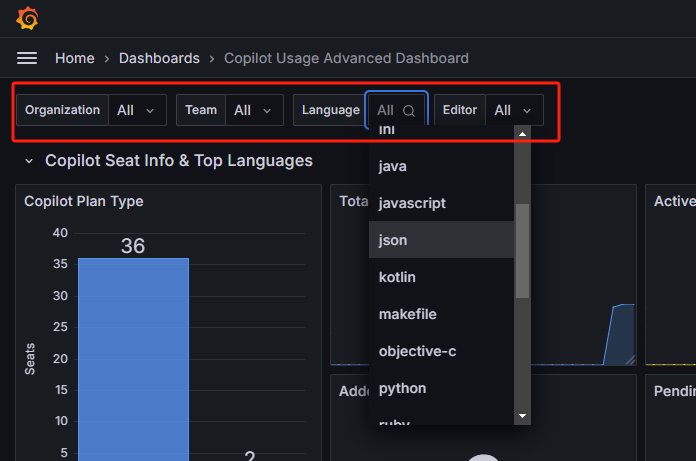 Home > Dashboards > Copilot Usage Advanced Dashboard
Organization All Team All Language All Editor All
Copilot Seat Info & Top Languages
ini
java
javascript
json
kotlin
makefile
objective-c
python
ruby
Copilot Plan Type
Seats
40
35
30
25
20
15
10
5
36
2
Tota
Active
Adde
Pendin